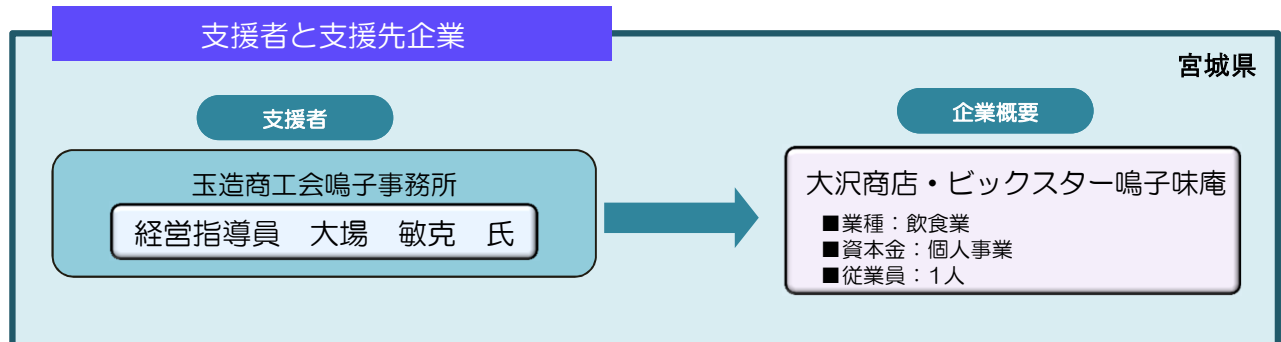 支援者と支援先企業
宮城県
支援者
企業概要
玉造商工会鳴子事務所
経営指導員　大場　敏克　氏
大沢商店・ビックスター鳴子味庵
■業種：飲食業
■資本金：個人事業
■従業員：1人